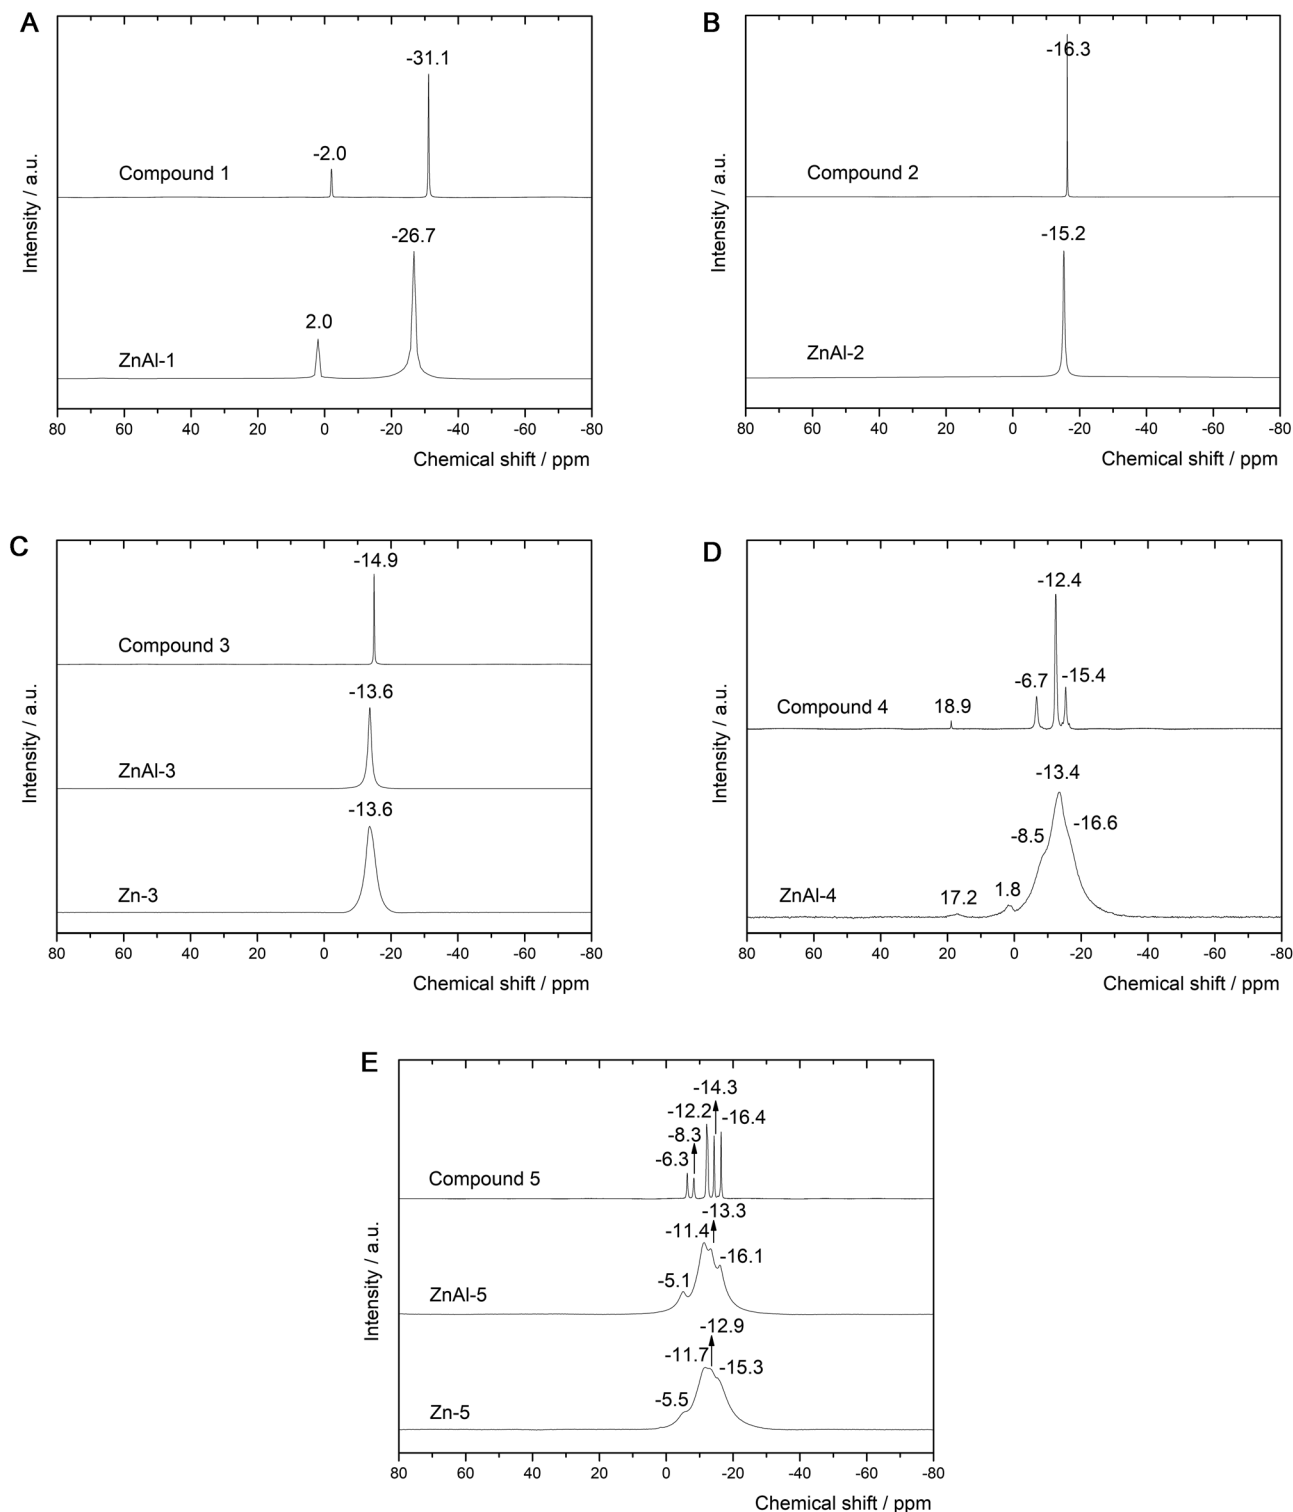 A
B
-31.1
-16.3
-2.0
Compound 1
Compound 2
Intensity / a.u.
Intensity / a.u.
-26.7
-15.2
2.0
ZnAl-1
ZnAl-2
80 60 40 20 0 -20 -40 -60 -80
80 60 40 20 0 -20 -40 -60 -80
Chemical shift / ppm
Chemical shift / ppm
C
D
-14.9
-12.4
Compound 3
-6.7
-15.4
18.9
Compound 4
-13.6
ZnAl-3
Intensity / a.u.
Intensity / a.u.
-13.4
-13.6
-8.5
-16.6
Zn-3
17.2
1.8
ZnAl-4
80 60 40 20 0 -20 -40 -60 -80
80 60 40 20 0 -20 -40 -60 -80
Chemical shift / ppm
Chemical shift / ppm
E
-14.3
-12.2
-16.4
-8.3
-6.3
Compound 5
-13.3
-11.4
-16.1
-5.1
ZnAl-5
Intensity / a.u.
-12.9
-11.7
-15.3
-5.5
Zn-5
80 60 40 20 0 -20 -40 -60 -80
Chemical shift / ppm